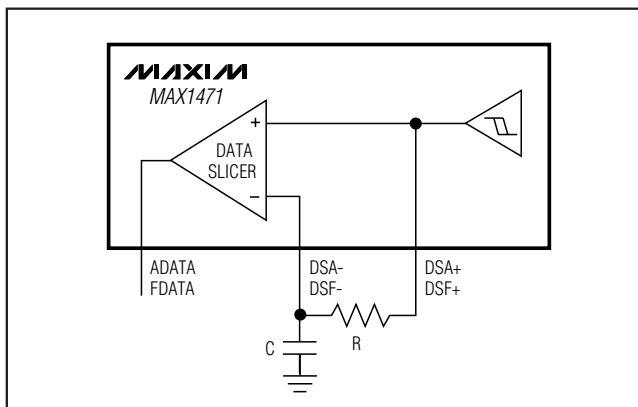 MAXIM
MAX1471
+
DATA
SLICER
−
ADATA
FDATA
DSA-
DSF-
DSA+
DSF+
C
R